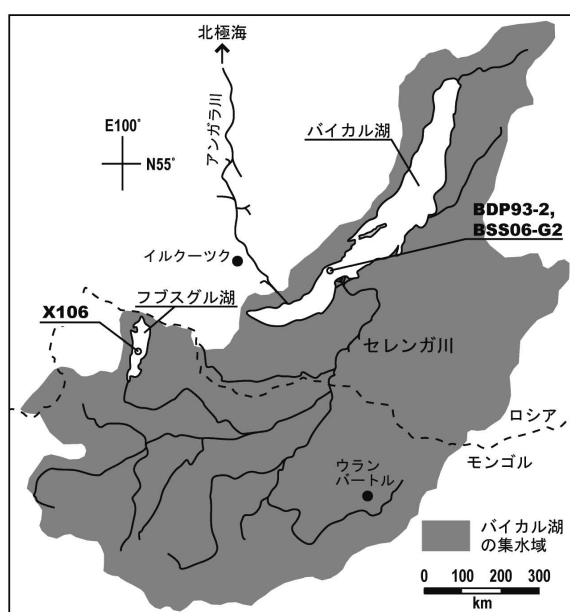 北極海
アンガラ川
E100°
N55°
バイカル湖
BDP93-2,
BSS06-G2
イルクーツク
フブスグル湖
X106
セレンガ川
ロシア
モンゴル
ウラン
バートル
バイカル湖
の集水域
0 100 200 300
km